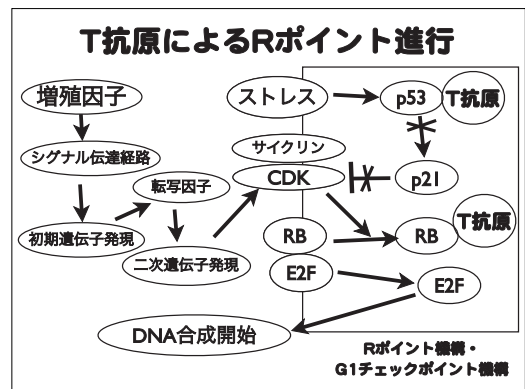 T抗原によるRポイント進行
増殖因子
ストレス
p53
T抗原
シグナル伝達経路
サイクリン
転写因子
CDK
p21
初期遺伝子発現
二次遺伝子発現
RB
RB
T抗原
E2F
E2F
DNA合成開始
Rポイント機構・
G1チェックポイント機構